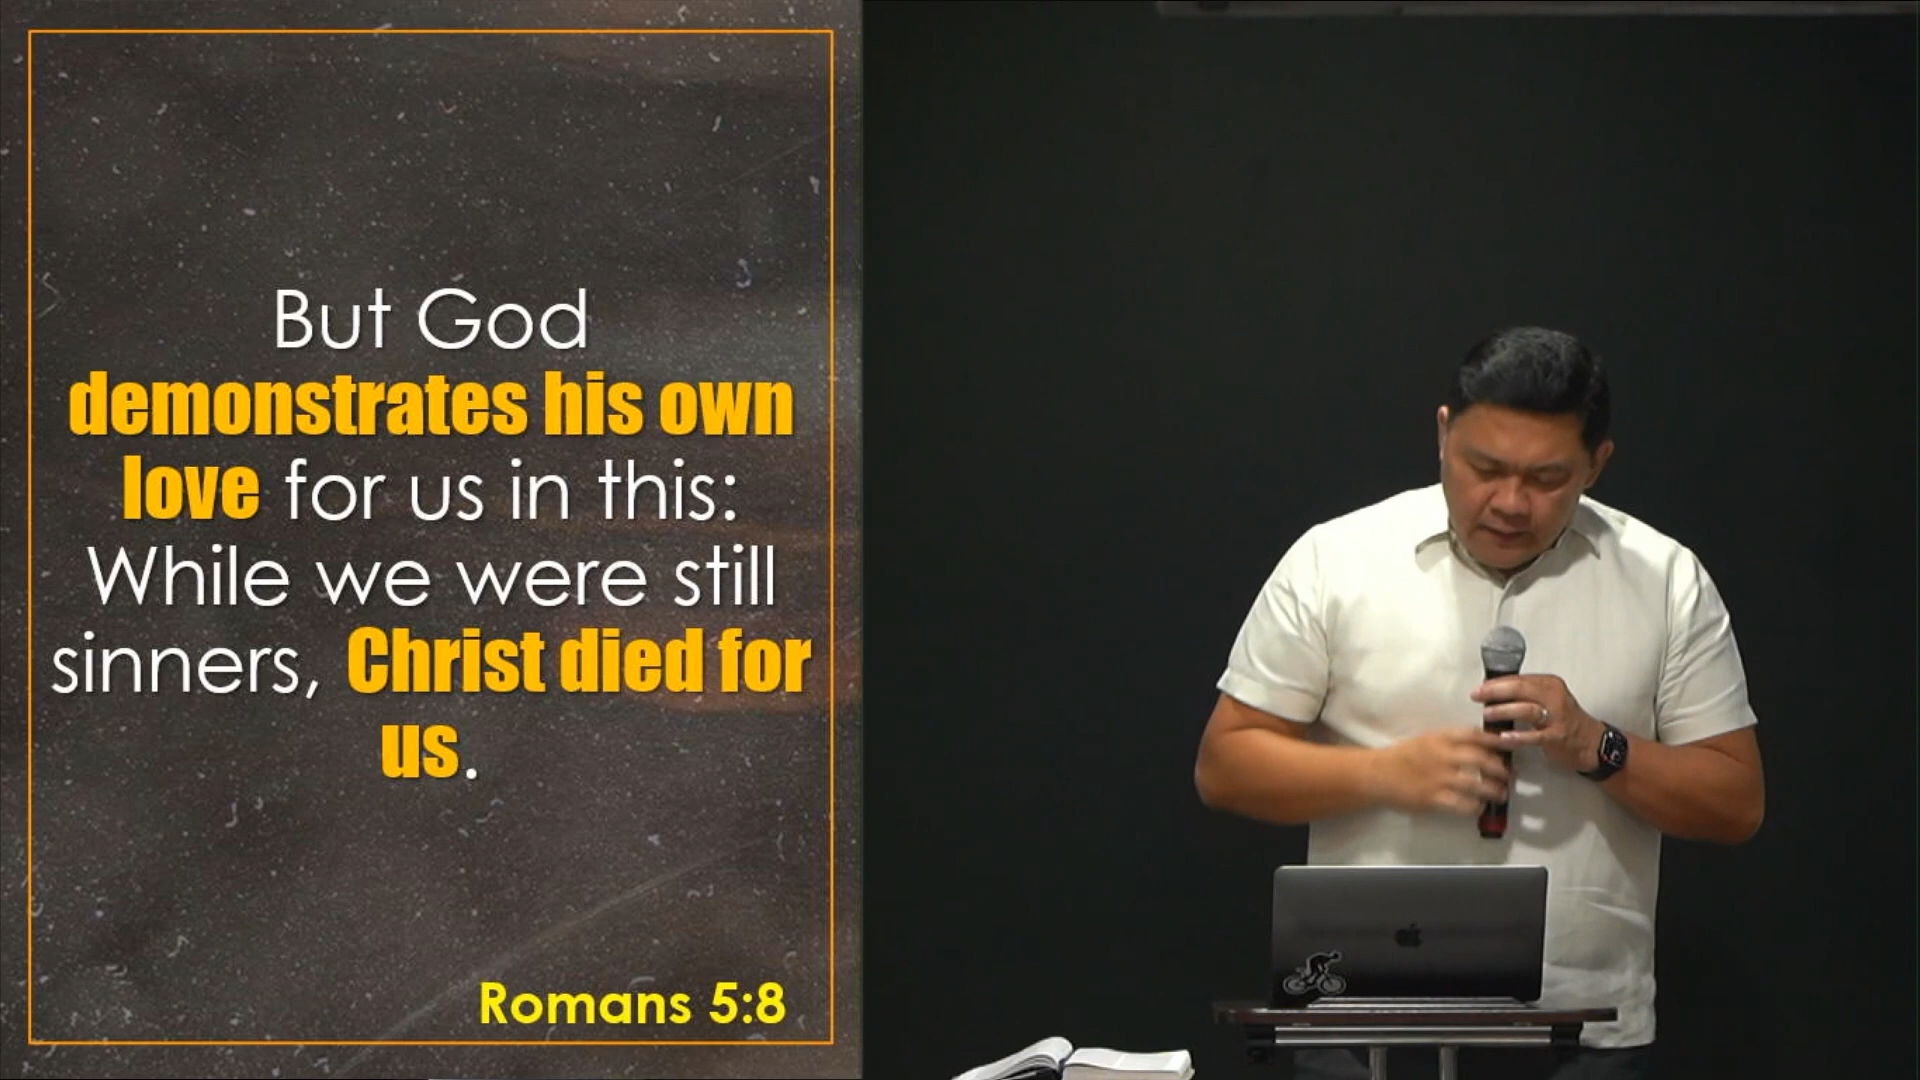 But God
demonstrates his own
love for us in this:
While we were still
sinners, Christ died for
us.
Romans 5:8